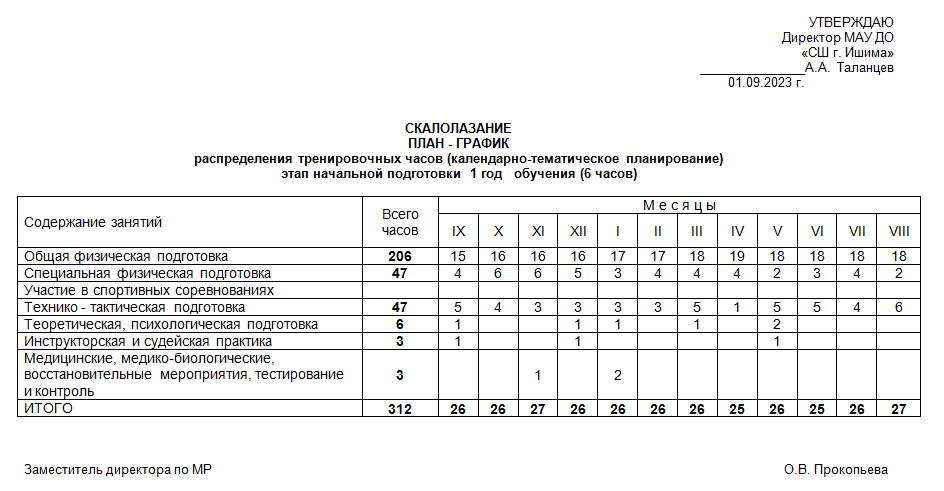 УТВЕРЖДАЮ
Директор МАУ ДО
«СШ г. Ишима»
_______________А.А. Таланцев
01.09.2023 г.
СКАЛОЛАЗАНИЕ
ПЛАН - ГРАФИК
распределения тренировочных часов (календарно-тематическое планирование)
этап начальной подготовки 1 год обучения (6 часов)
Содержание занятий Всего часов М е с я ц ы
IX X XI XII I II III IV V VI VII VIII
Общая физическая подготовка 206 15 16 16 16 17 17 18 19 18 18 18 18
Специальная физическая подготовка 47 4 6 6 5 3 4 4 4 2 3 4 2
Участие в спортивных соревнованиях
Технико - тактическая подготовка 47 5 4 3 3 3 3 5 1 5 5 4 6
Теоретическая, психологическая подготовка 6 1 1 1 1 2
Инструкторская и судейская практика 3 1 1 1
Медицинские, медико-биологические,
восстановительные мероприятия, тестирование 3 1 2
и контроль
ИТОГО 312 26 26 27 26 26 26 26 25 26 25 26 27
Заместитель директора по МР О.В. Прокопьева